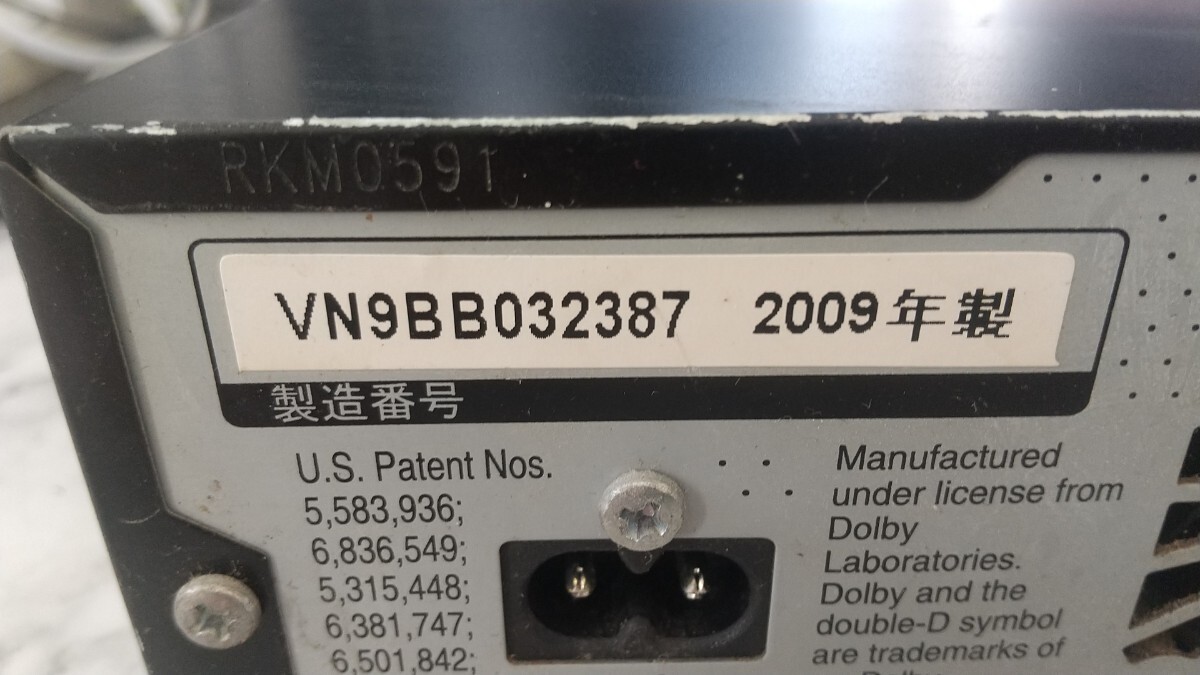 RKM0591
VN9BB032387 2009年製
製造番号
U.S. Patent Nos.
5,583,936;
6,836,549;
5,315,448;
6,381,747;
6,501,842;
Manufactured
under license from
Dolby
Laboratories.
Dolby and the
double-D symbol
are trademarks of